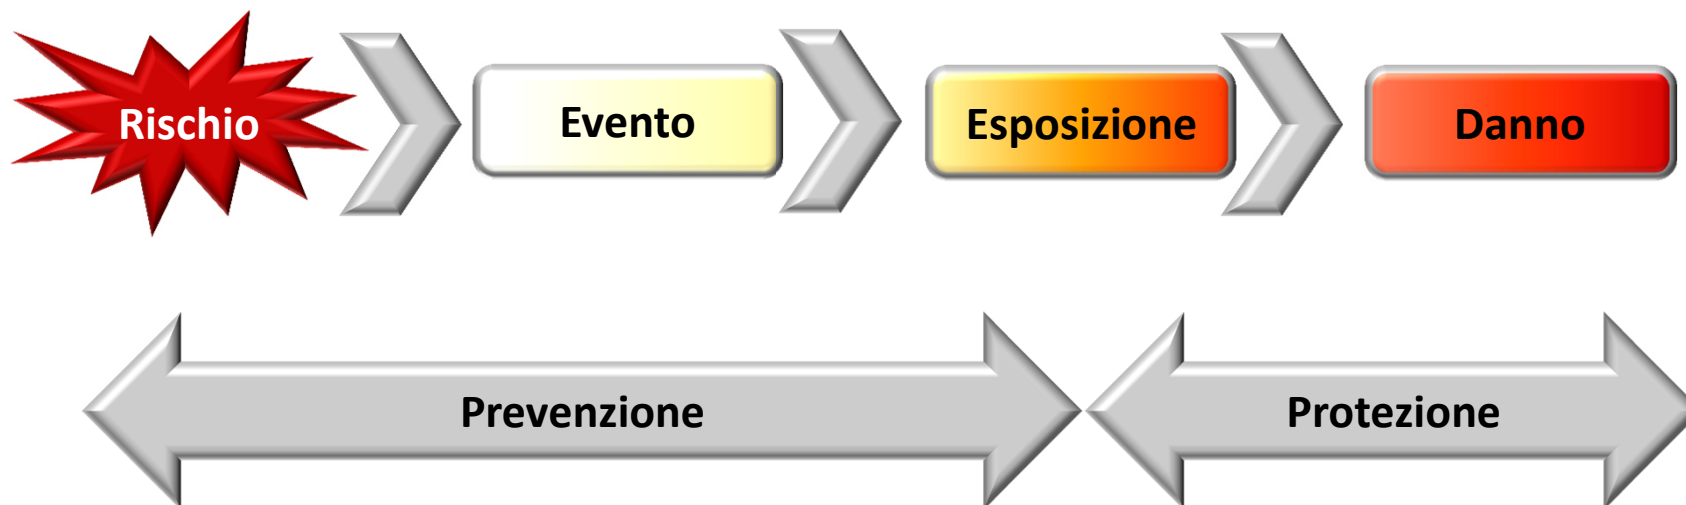 Rischio
Evento
Esposizione
Danno
Prevenzione
Protezione